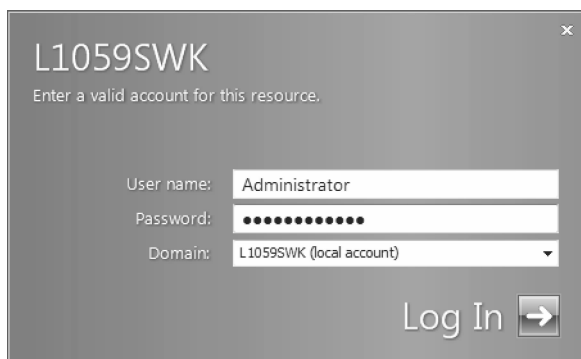 L1059SWK
Enter a valid account for this resource.
User name: Administrator
Password: ●●●●●●●●●●●●
Domain: L1059SWK (local account)
Log In